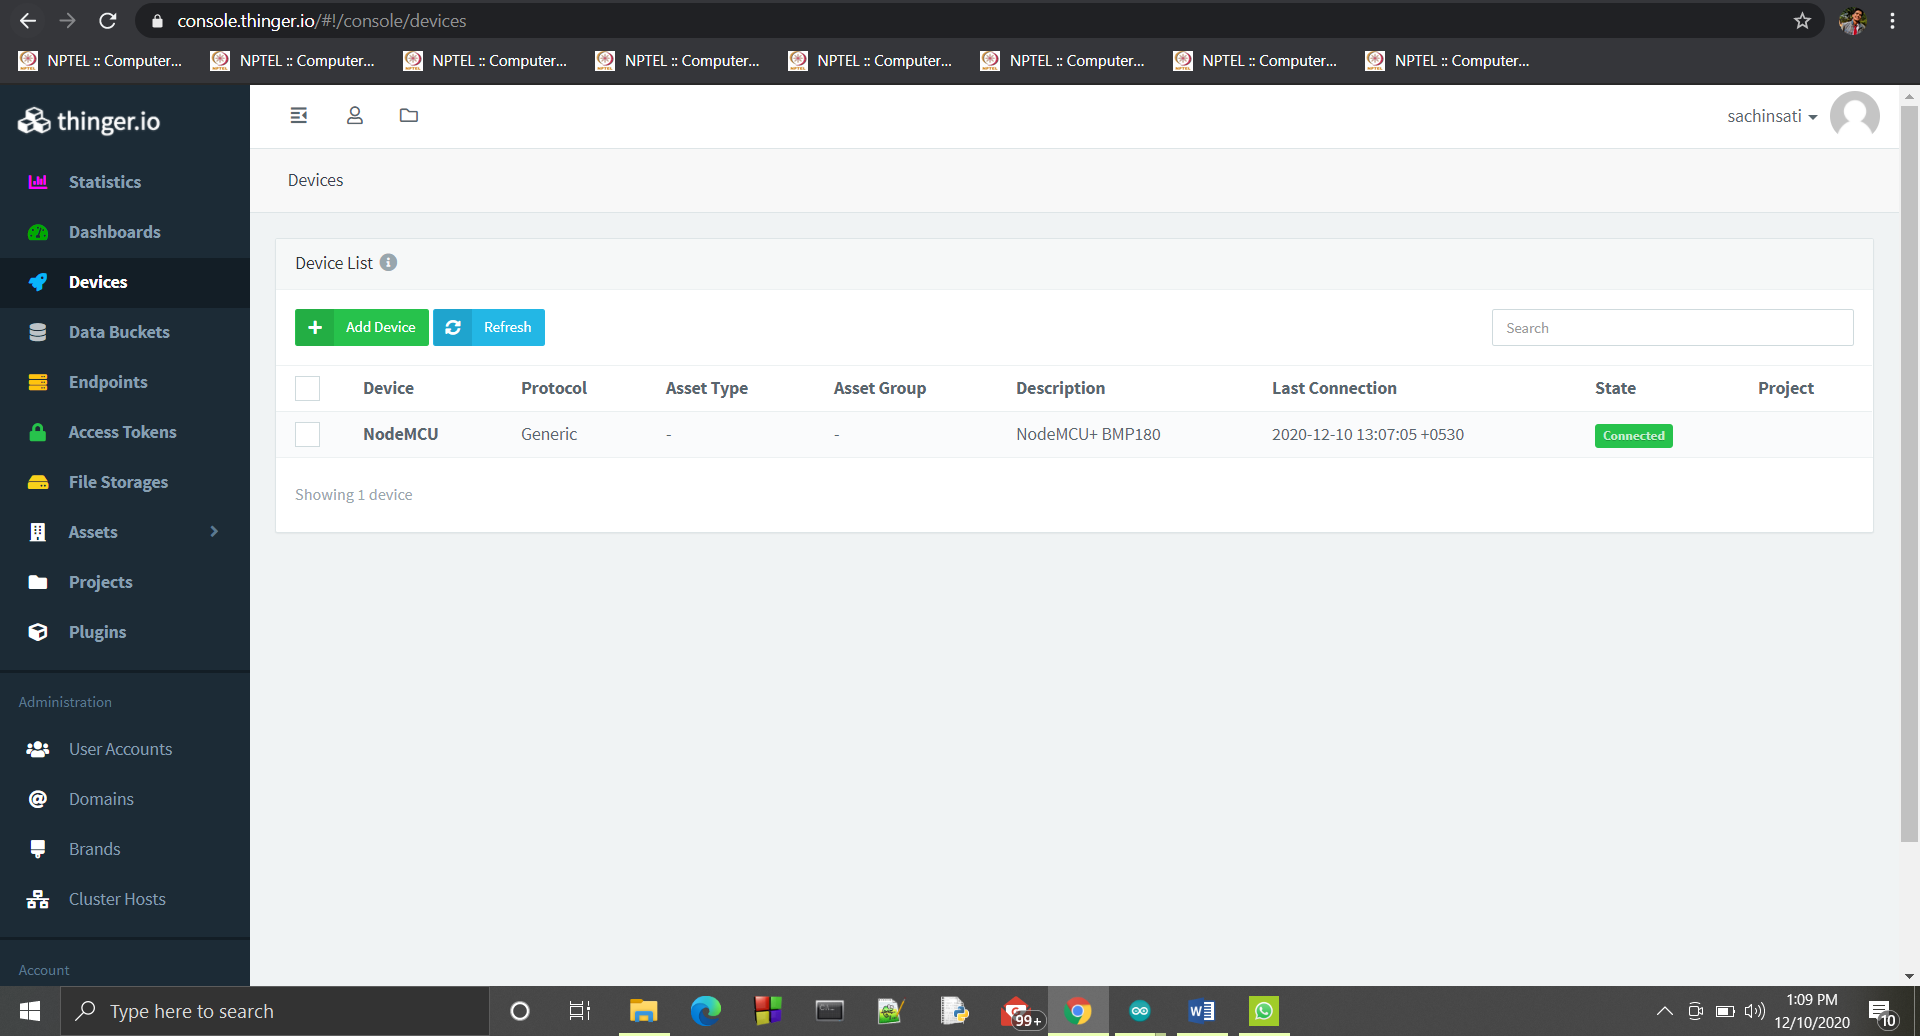 console.thinger.io/#!/console/devices
NPTEL :: Computer... NPTEL :: Computer... NPTEL :: Computer... NPTEL :: Computer... NPTEL :: Computer... NPTEL :: Computer... NPTEL :: Computer... NPTEL :: Computer...
thinger.io
sachinsati
Statistics
Dashboards
Devices
Data Buckets
Endpoints
Access Tokens
File Storages
Assets
Projects
Plugins
Administration
User Accounts
Domains
Brands
Cluster Hosts
Account
Devices
Device List
Add Device Refresh Search
Device Protocol Asset Type Asset Group Description Last Connection State Project
NodeMCU Generic - - NodeMCU+ BMP180 2020-12-10 13:07:05 +0530 Connected
Showing 1 device
Type here to search
99+
1:09 PM
12/10/2020
10